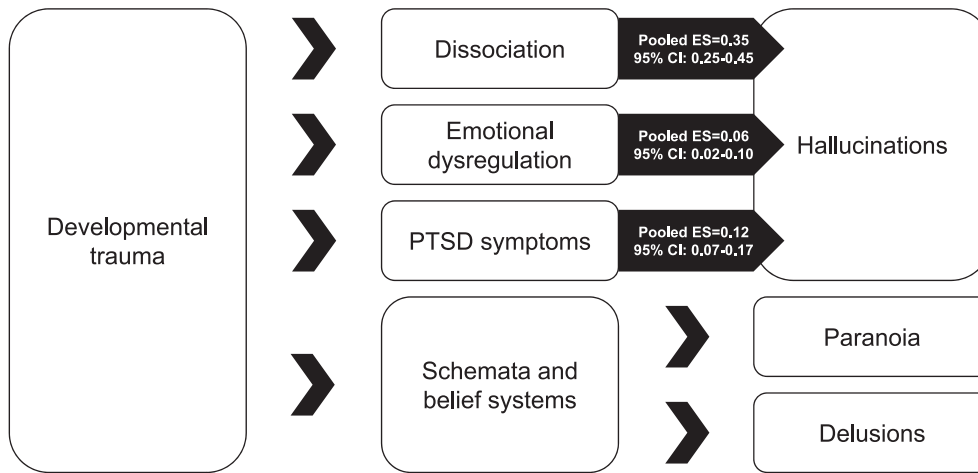 Developmental
trauma
Dissociation
Pooled ES=0.35
95% CI: 0.25-0.45
Emotional
dysregulation
Pooled ES=0.06
95% CI: 0.02-0.10
PTSD symptoms
Pooled ES=0.12
95% CI: 0.07-0.17
Hallucinations
Schemata and
belief systems
Paranoia
Delusions